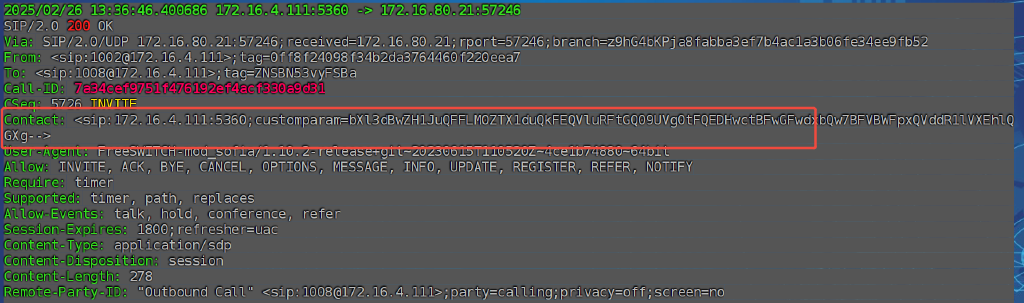 2025/02/26 13:36:46.400686 172.16.4.111:5360 -> 172.16.80.21:57246
SIP/2.0 200 OK
Via: SIP/2.0/UDP 172.16.80.21:57246;received=172.16.80.21;rport=57246;branch=z9hG4bKPja8fabba3ef7b4ac1a3b06fe34ee9fb52
From: <sip:1002@172.16.4.111>;tag=0ff8f24098f34b2da3764460f220eea7
To: <sip:1008@172.16.4.111>;tag=ZNSBN53vyFSBa
Call-ID: 7a34cef9751f476192ef4acf330a9d31
CSeq: 5726 INVITE
Contact: <sip:172.16.4.111:5360;customparam=bXl3cBwZH1JuQFFLMOZTX1duQkFEQVluRFtGQ09UVgOtFQEDHwctBFwGFwdxbQw7BFVBWFpxQVddR1lVXEhlQ
GXg-->
User-Agent: FreeSWITCH-mod_sofia/1.10.2-release+git~20230615T110520Z~4ce1b74880~64bit
Allow: INVITE, ACK, BYE, CANCEL, OPTIONS, MESSAGE, INFO, UPDATE, REGISTER, REFER, NOTIFY
Require: timer
Supported: timer, path, replaces
Allow-Events: talk, hold, conference, refer
Session-Expires: 1800;refresher=uac
Content-Type: application/sdp
Content-Disposition: session
Content-Length: 278
Remote-Party-ID: "Outbound Call" <sip:1008@172.16.4.111>;party=calling;privacy=off;screen=no